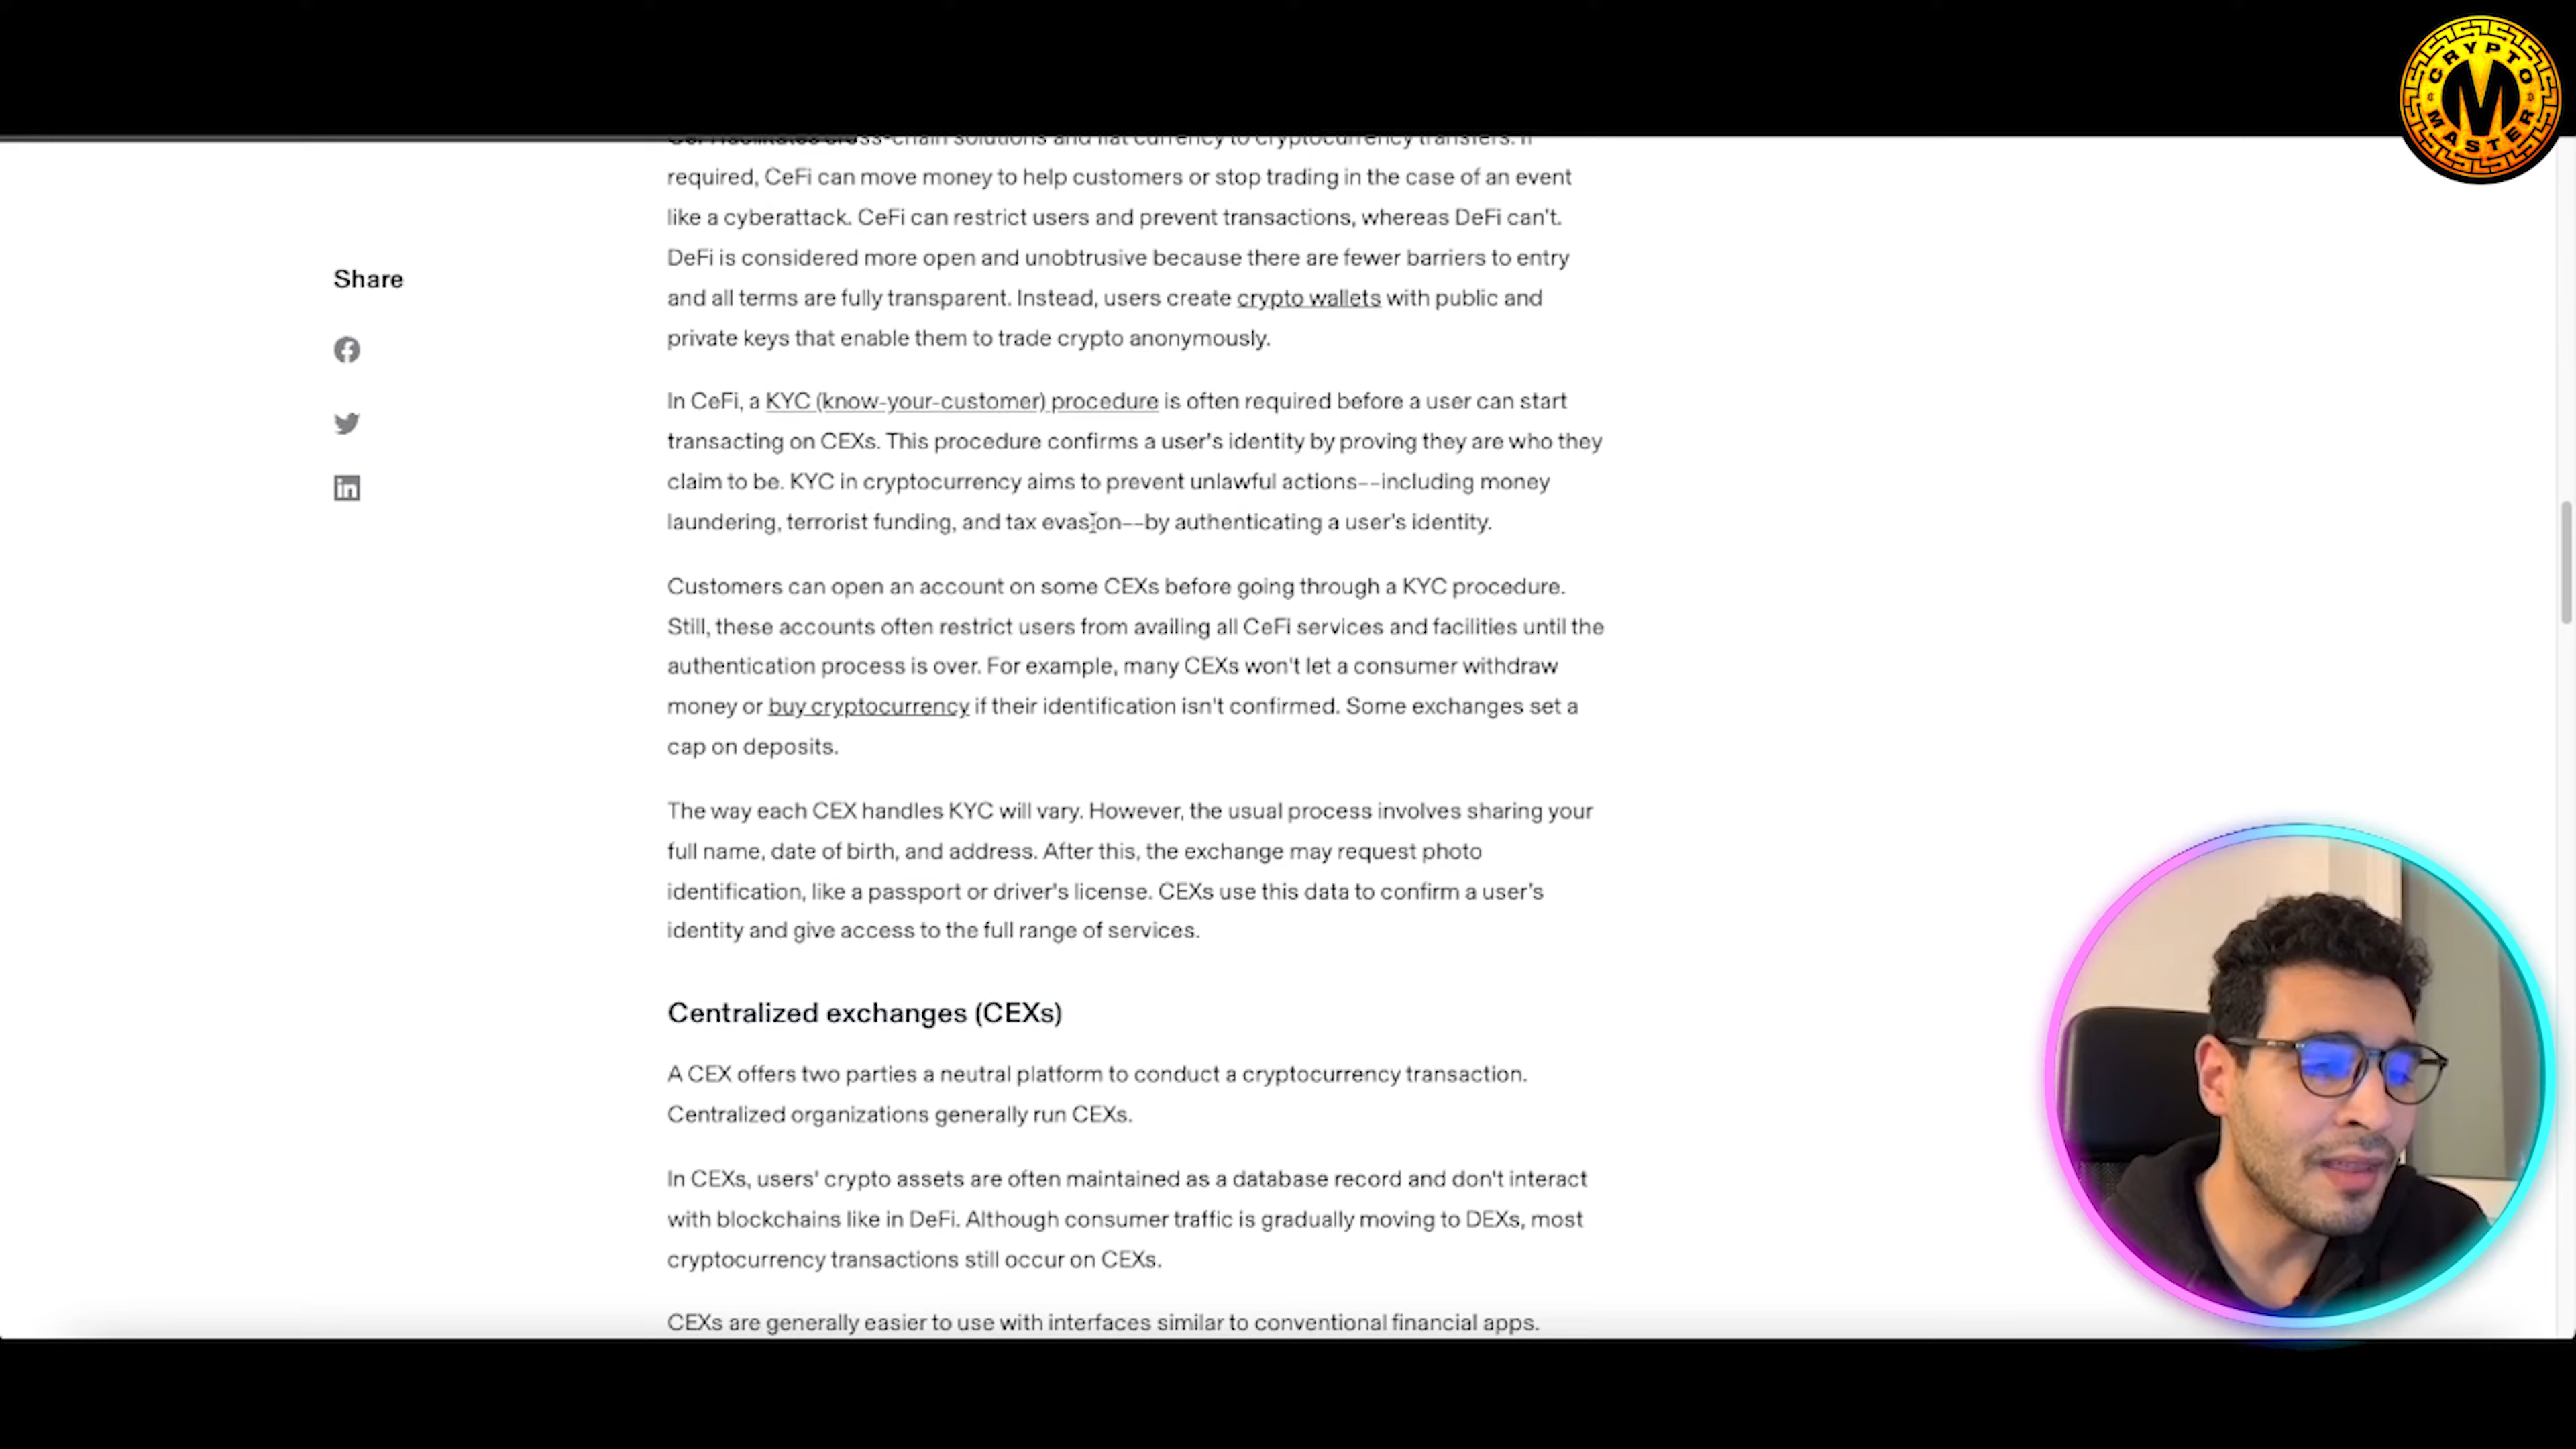 CRYPTO
M
MASTER
cross-chain solutions and fiat currency to cryptocurrency transfers. If
required, CeFi can move money to help customers or stop trading in the case of an event
like a cyberattack. CeFi can restrict users and prevent transactions, whereas DeFi can't.
DeFi is considered more open and unobtrusive because there are fewer barriers to entry
and all terms are fully transparent. Instead, users create crypto wallets with public and
private keys that enable them to trade crypto anonymously.
Share
In CeFi, a KYC (know-your-customer) procedure is often required before a user can start
transacting on CEXs. This procedure confirms a user's identity by proving they are who they
claim to be. KYC in cryptocurrency aims to prevent unlawful actions--including money
laundering, terrorist funding, and tax evasion--by authenticating a user's identity.
Customers can open an account on some CEXs before going through a KYC procedure.
Still, these accounts often restrict users from availing all CeFi services and facilities until the
authentication process is over. For example, many CEXs won't let a consumer withdraw
money or buy cryptocurrency if their identification isn't confirmed. Some exchanges set a
cap on deposits.
The way each CEX handles KYC will vary. However, the usual process involves sharing your
full name, date of birth, and address. After this, the exchange may request photo
identification, like a passport or driver's license. CEXs use this data to confirm a user's
identity and give access to the full range of services.
Centralized exchanges (CEXs)
A CEX offers two parties a neutral platform to conduct a cryptocurrency transaction.
Centralized organizations generally run CEXs.
In CEXs, users' crypto assets are often maintained as a database record and don't interact
with blockchains like in DeFi. Although consumer traffic is gradually moving to DEXs, most
cryptocurrency transactions still occur on CEXs.
CEXs are generally easier to use with interfaces similar to conventional financial apps.